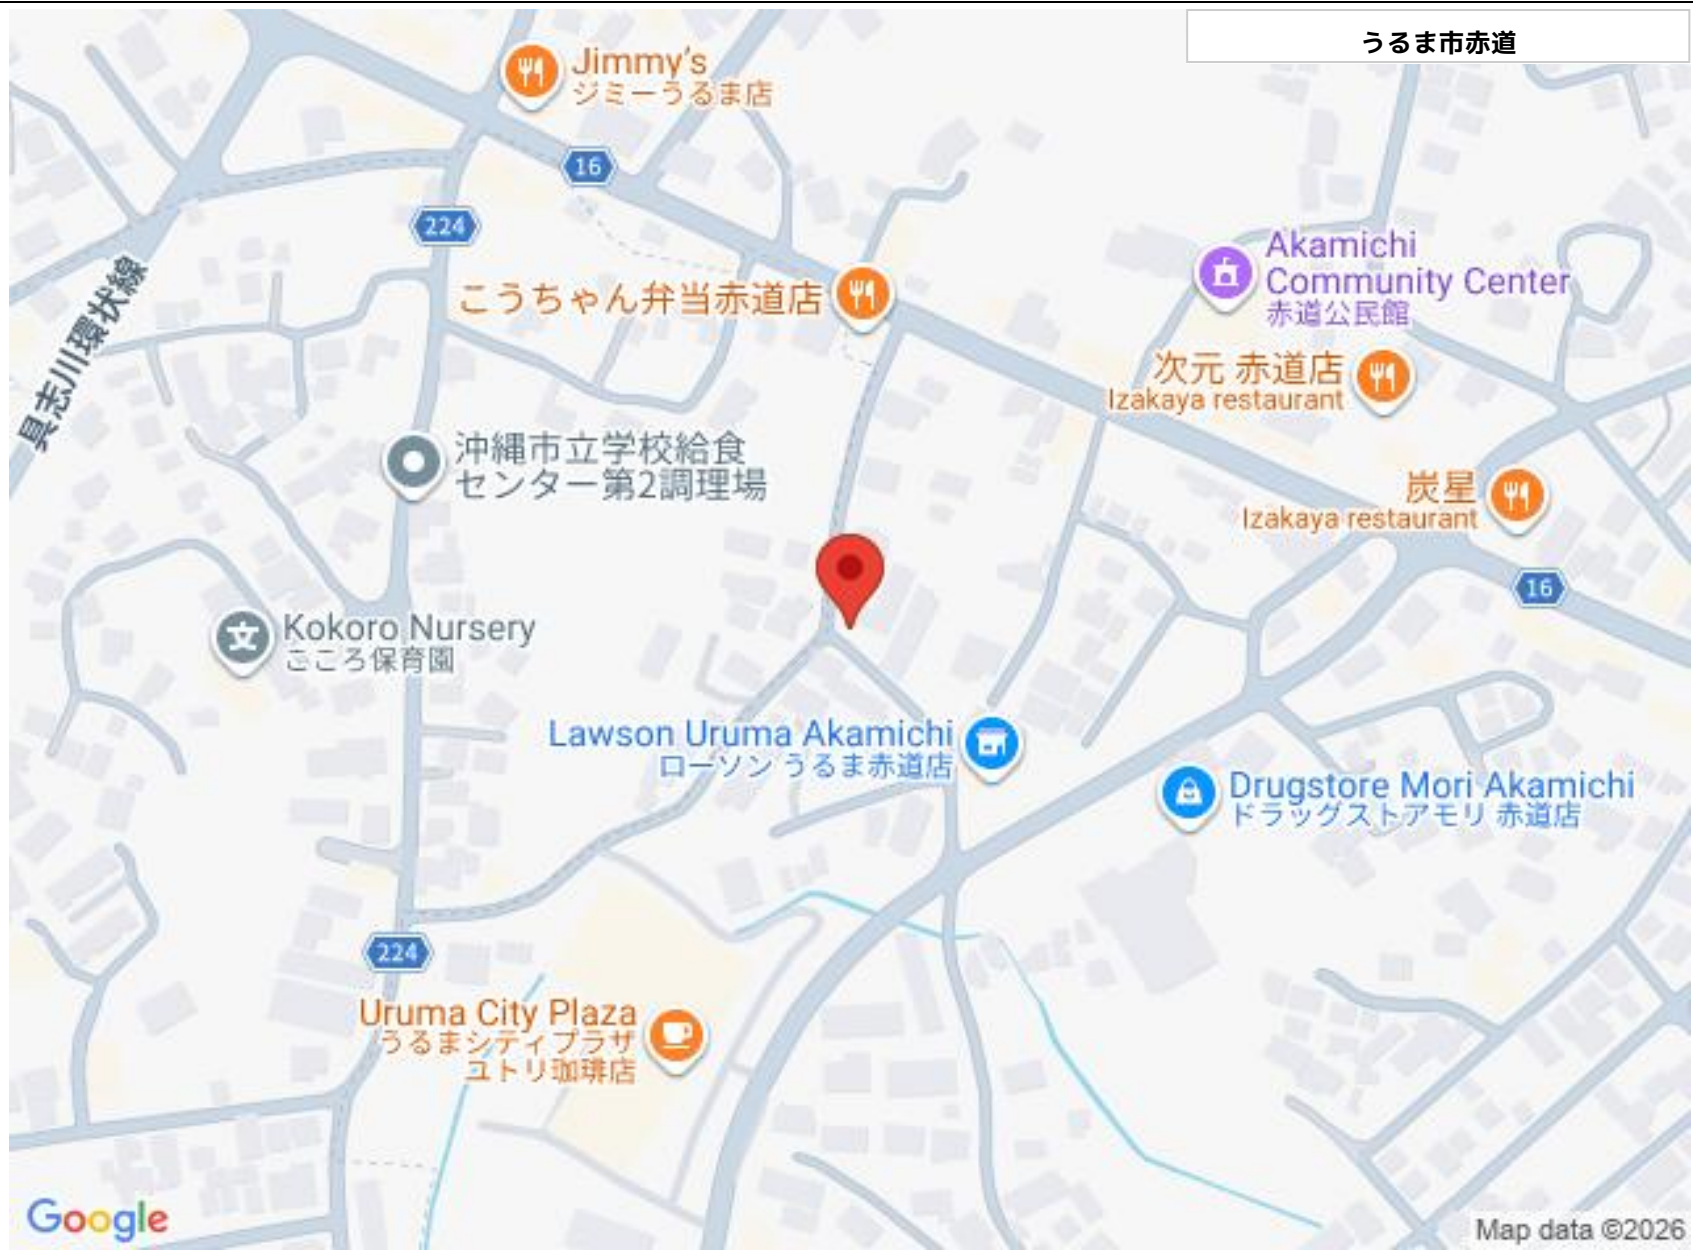 うるま市赤道
Jimmy's
ジミーうるま店
16
224
具志川環状線
こうちゃん弁当赤道店
Akamichi
Community Center
赤道公民館
次元 赤道店
Izakaya restaurant
沖縄市立学校給食
センター第2調理場
炭星
Izakaya restaurant
16
Kokoro Nursery
こころ保育園
Lawson Uruma Akamichi
ローソン うるま赤道店
Drugstore Mori Akamichi
ドラッグストアモリ 赤道店
224
Uruma City Plaza
うるまシティプラザ
ユトリ珈琲店
Google
Map data ©2026